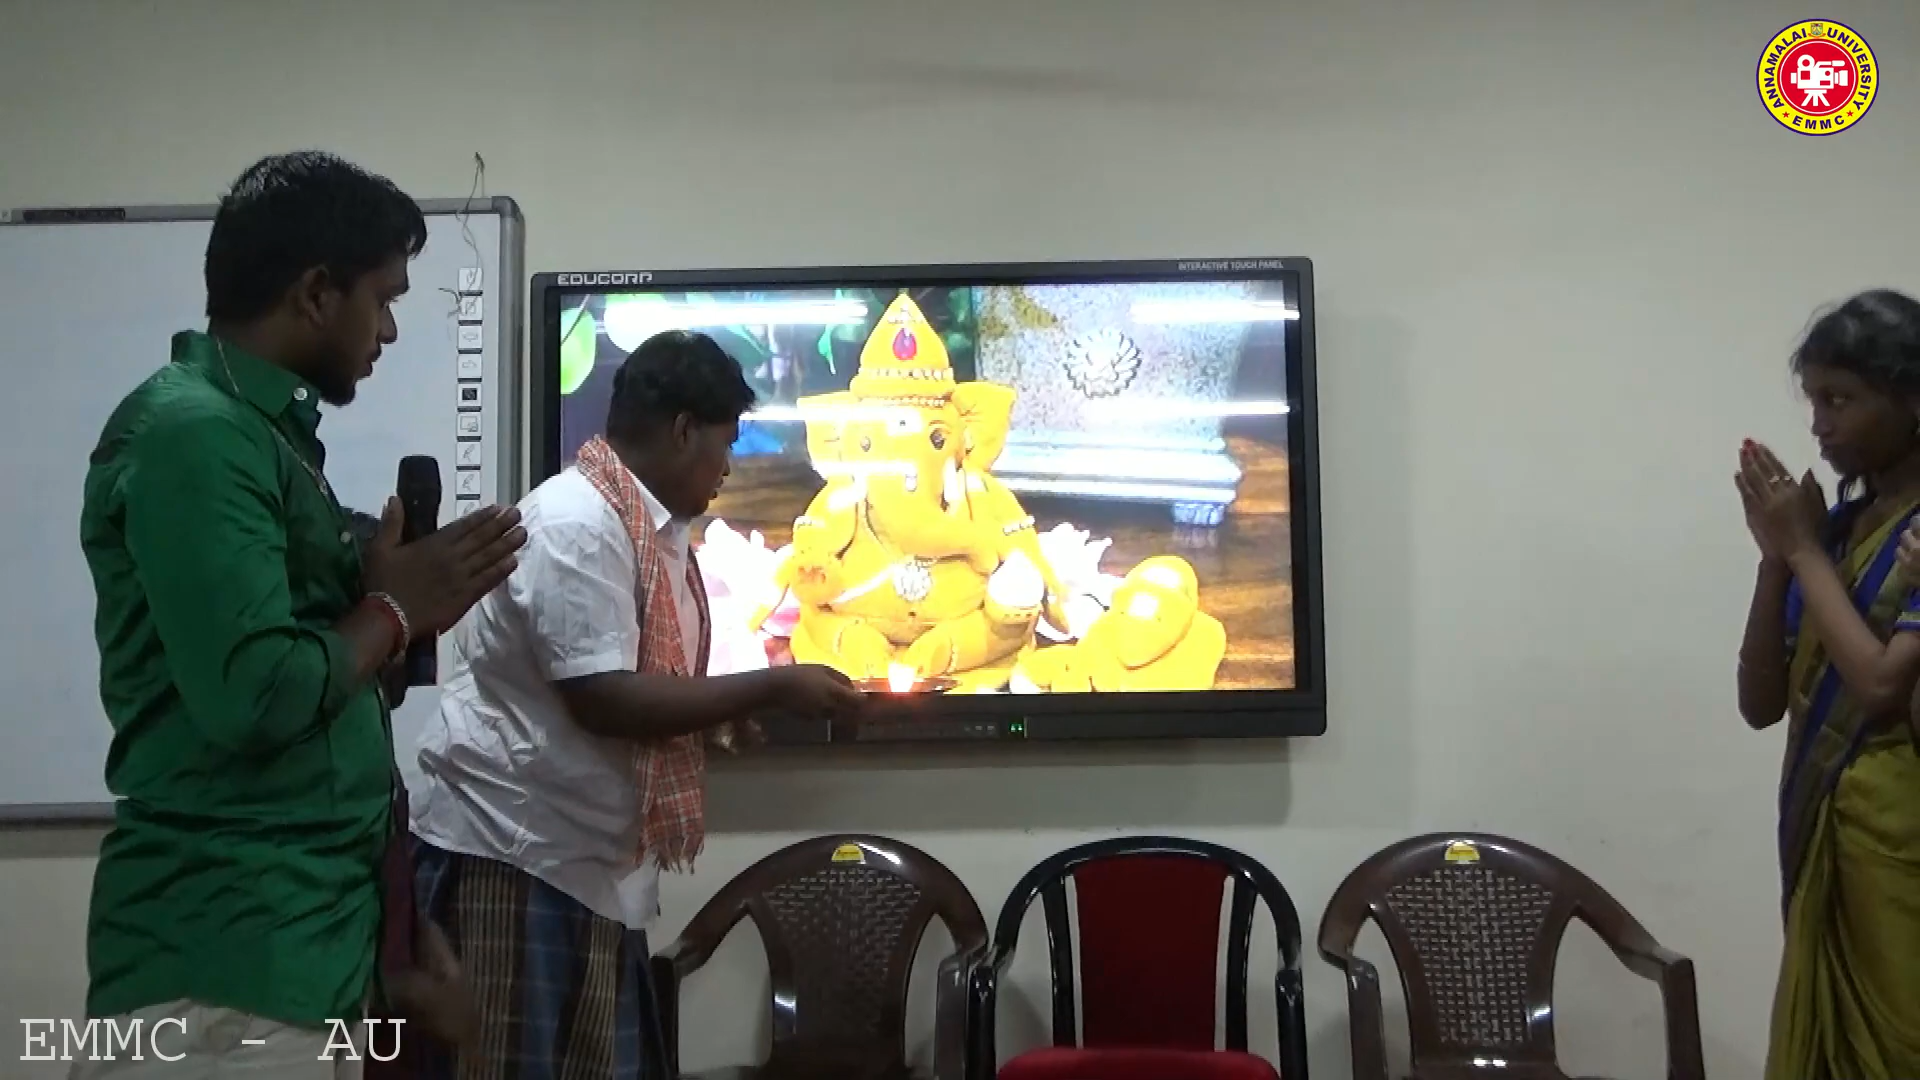 ANNAMALAI UNIVERSITY
EMMC
EDUCORP
INTERACTIVE TOUCH PANEL
EMMC - AU